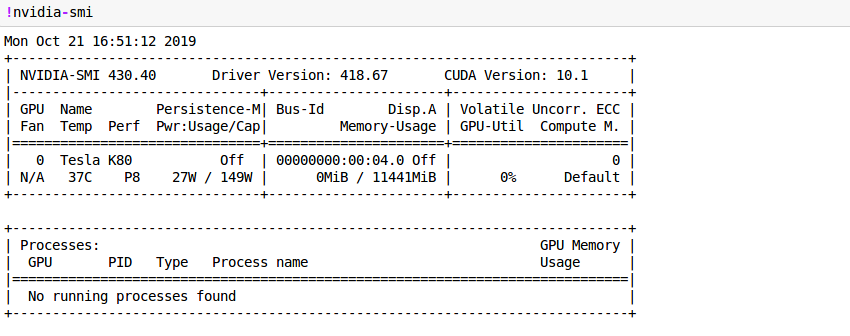 !nvidia-smi
Mon Oct 21 16:51:12 2019
+-----------------------------------------------------------------------------+
| NVIDIA-SMI 430.40       Driver Version: 418.67       CUDA Version: 10.1     |
|-------------------------------+----------------------+----------------------+
| GPU  Name        Persistence-M| Bus-Id        Disp.A | Volatile Uncorr. ECC |
| Fan  Temp  Perf  Pwr:Usage/Cap|         Memory-Usage | GPU-Util  Compute M. |
|===============================+======================+======================|
|   0  Tesla K80           Off  | 00000000:00:04.0 Off |                    0 |
| N/A   37C    P8    27W / 149W |      0MiB / 11441MiB |      0%      Default |
+-------------------------------+----------------------+----------------------+

+-----------------------------------------------------------------------------+
| Processes:                                                       GPU Memory |
|  GPU       PID   Type   Process name                             Usage      |
|=============================================================================|
|  No running processes found                                                 |
+-----------------------------------------------------------------------------+